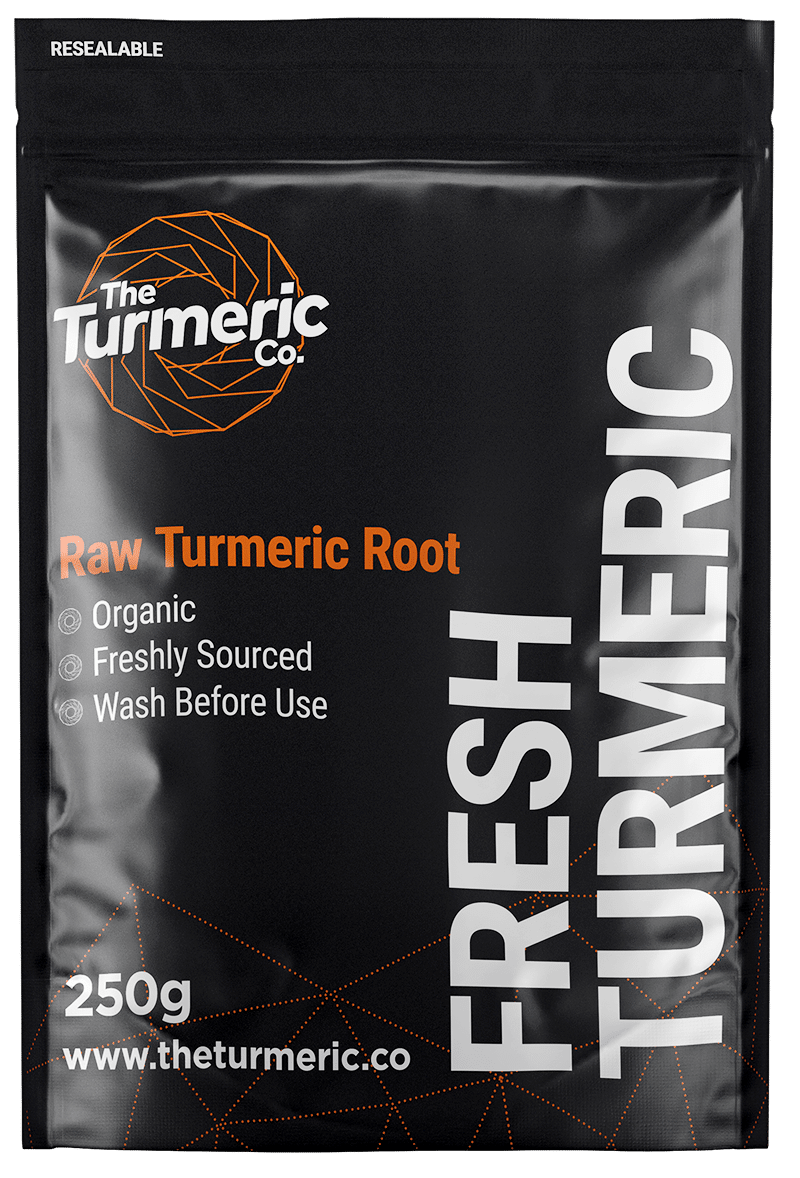 RESEALABLE
The
Turmeric
Co.
Raw Turmeric Root
Organic
Freshly Sourced
Wash Before Use
FRESH
TURMERIC
250g
www.theturmeric.co